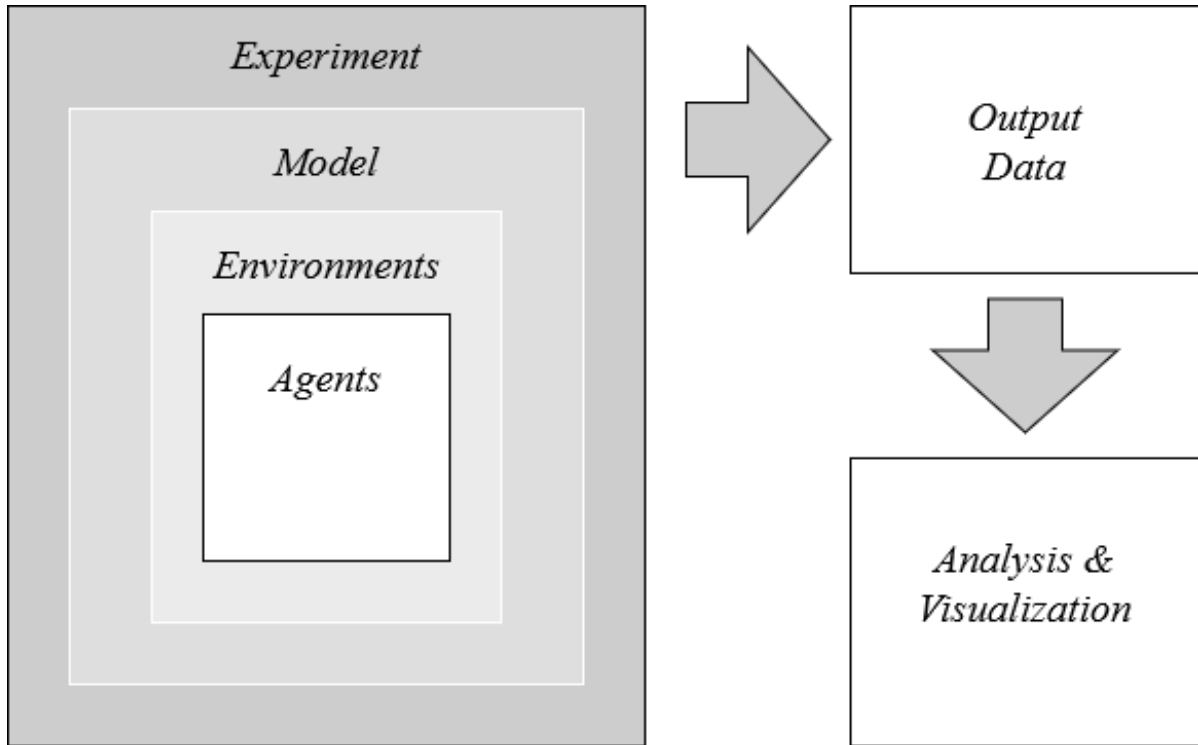 Experiment
Model
Environments
Agents
Output
Data
Analysis &
Visualization